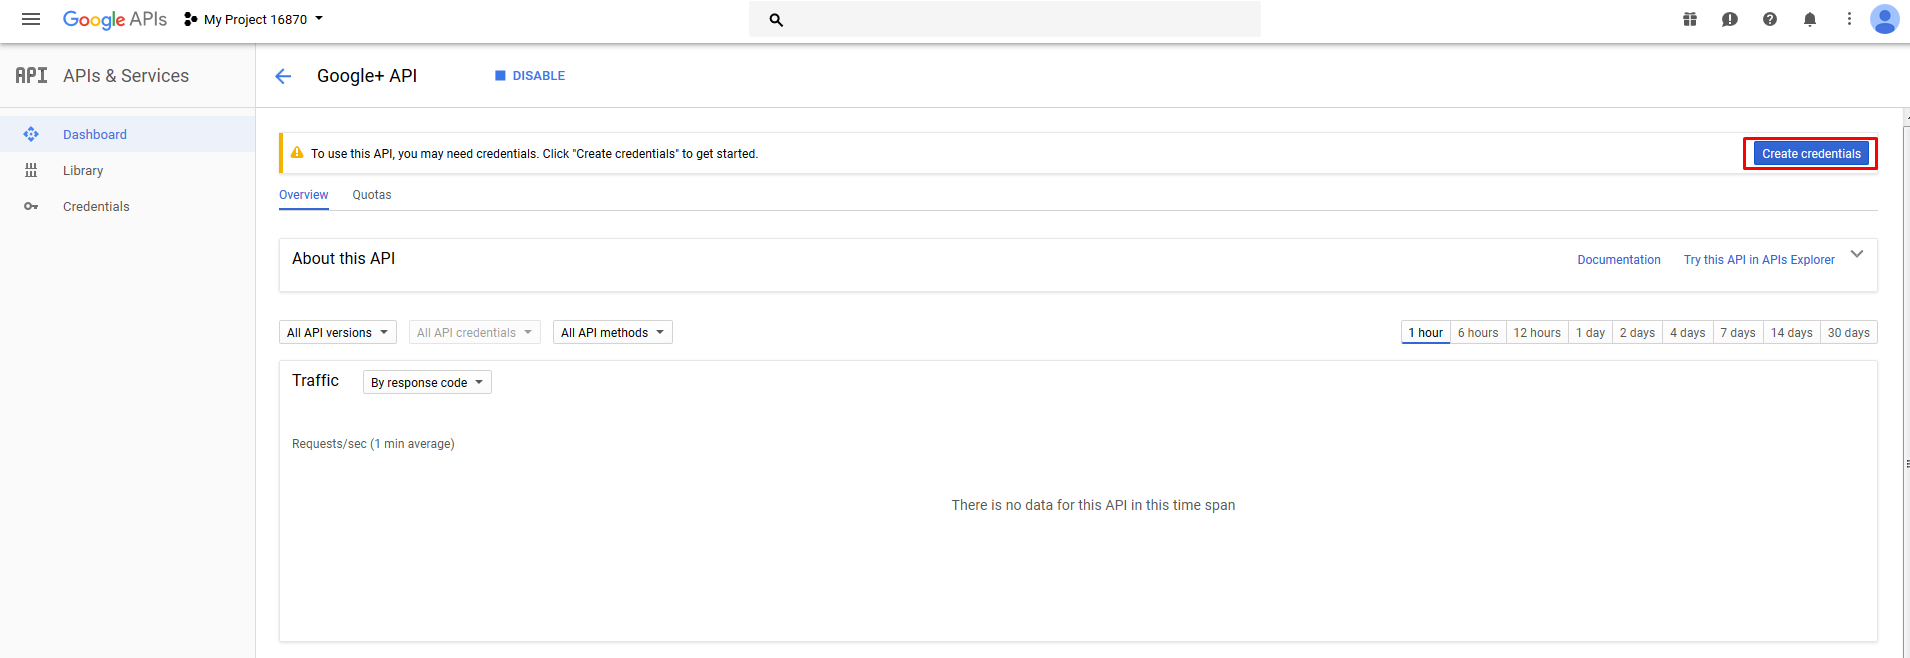 Google APIs My Project 16870
API APIs & Services
Google+ API DISABLE
Dashboard
Library
Credentials
To use this API, you may need credentials. Click "Create credentials" to get started. Create credentials
Overview Quotas
About this API Documentation Try this API in APIs Explorer
All API versions All API credentials All API methods 1 hour 6 hours 12 hours 1 day 2 days 4 days 7 days 14 days 30 days
Traffic By response code
Requests/sec (1 min average)
There is no data for this API in this time span